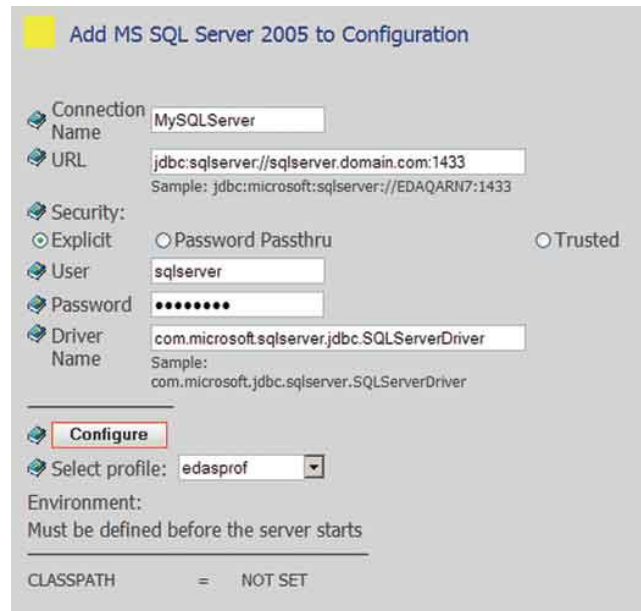 Add MS SQL Server 2005 to Configuration
Connection
Name
MySQLServer
URL
jdbc:sqlserver://sqlserver.domain.com:1433
Sample: jdbc:microsoft:sqlserver://EDAQARN7:1433
Security:
Explicit Password Passthru Trusted
User
sqlserver
Password
••••••••
Driver
Name
com.microsoft.sqlserver.jdbc.SQLServerDriver
Sample:
com.microsoft.jdbc.sqlserver.SQLServerDriver
Configure
Select profile: edasprof
Environment:
Must be defined before the server starts
CLASSPATH = NOT SET